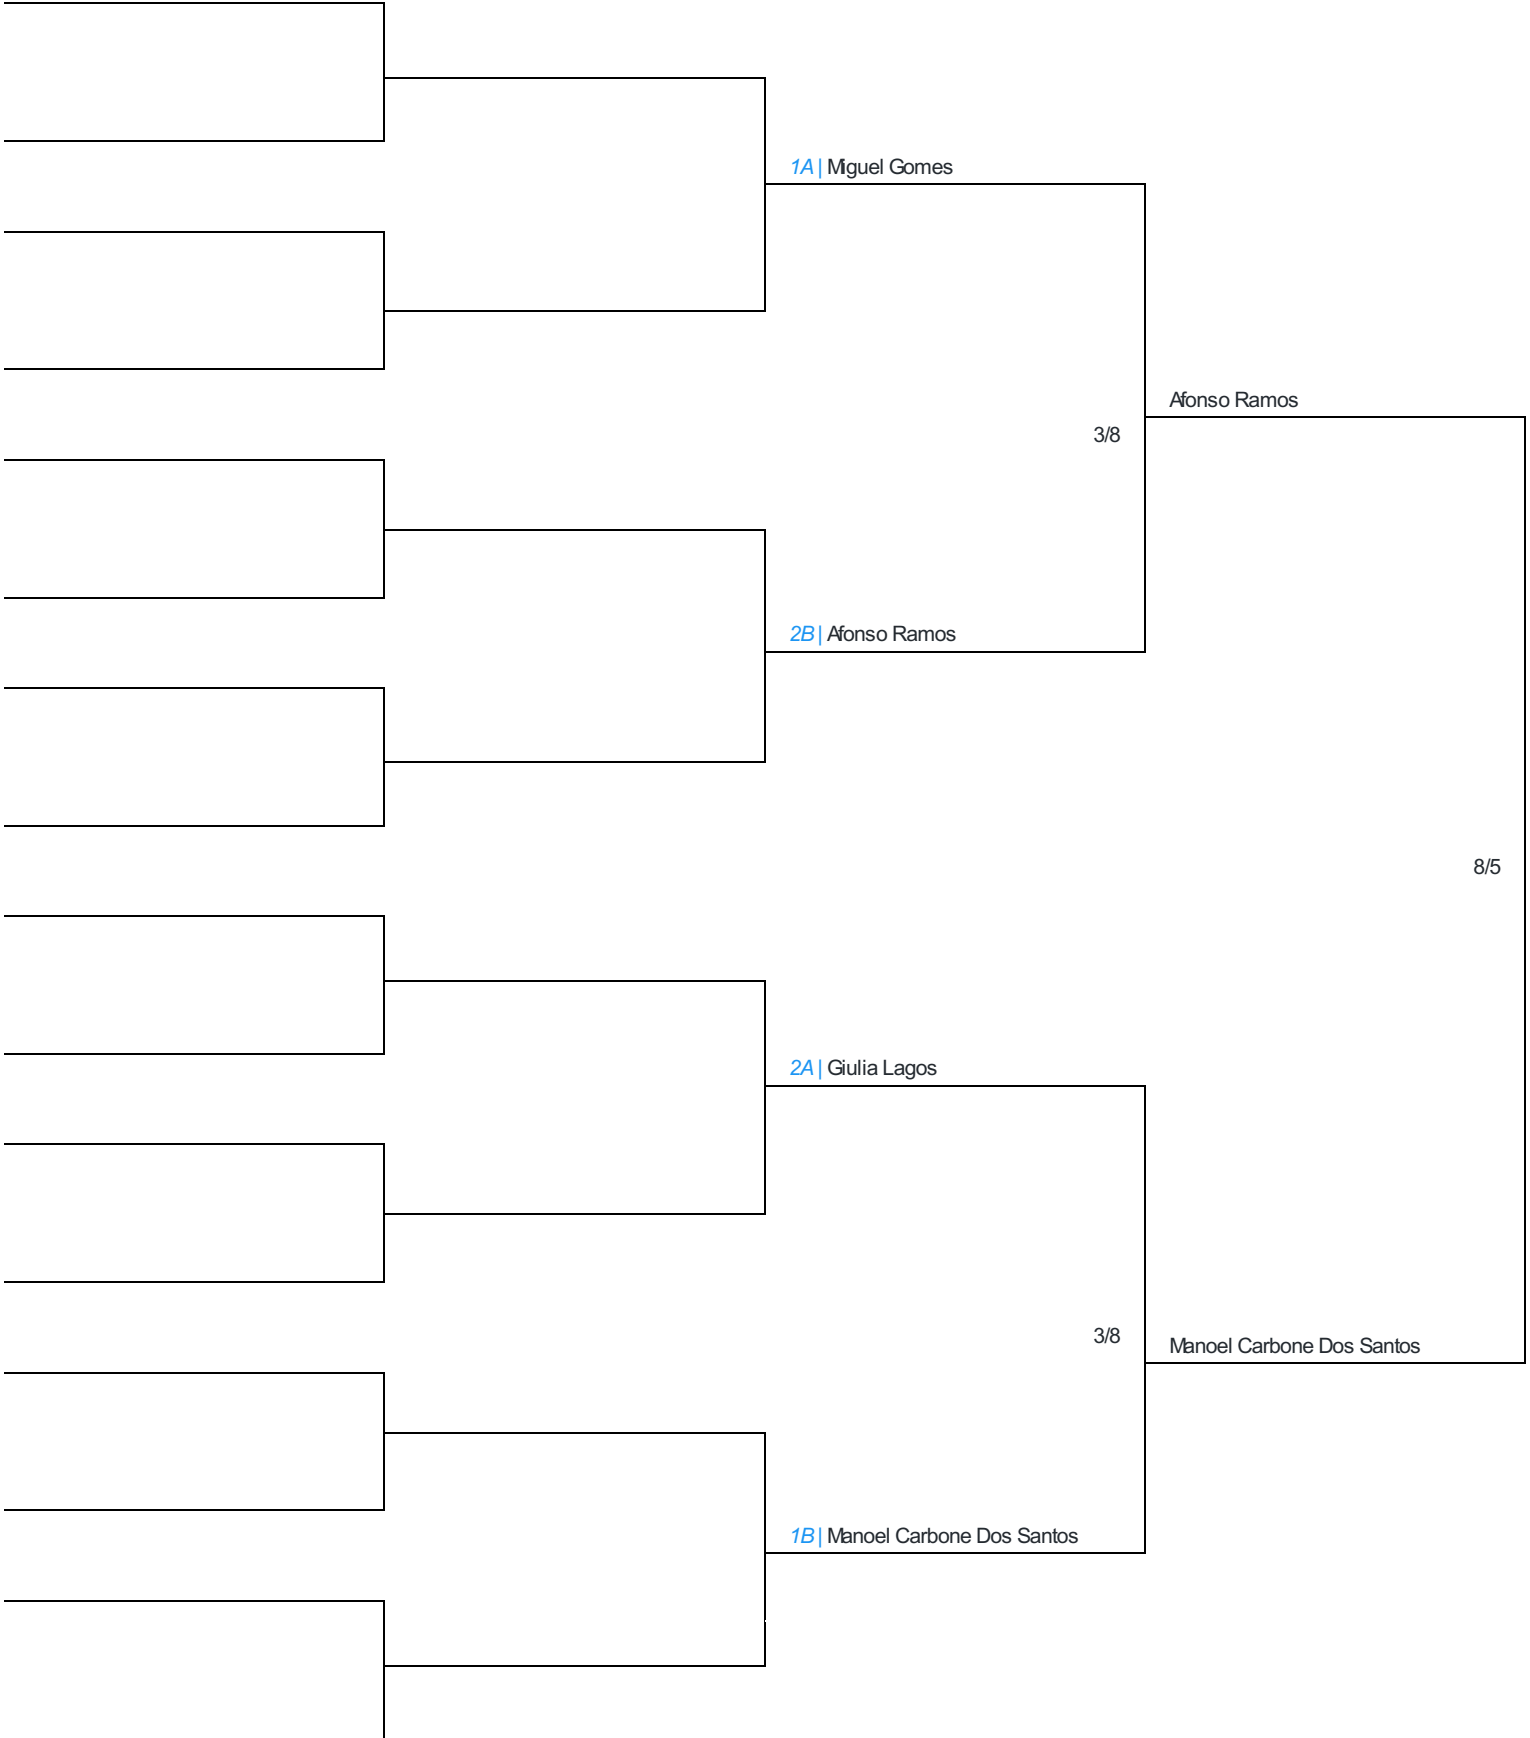 1A | Miguel Gomes
Afonso Ramos
3/8
2B | Afonso Ramos
8/5
2A | Giulia Lagos
3/8
Manoel Carbone Dos Santos
1B | Manoel Carbone Dos Santos